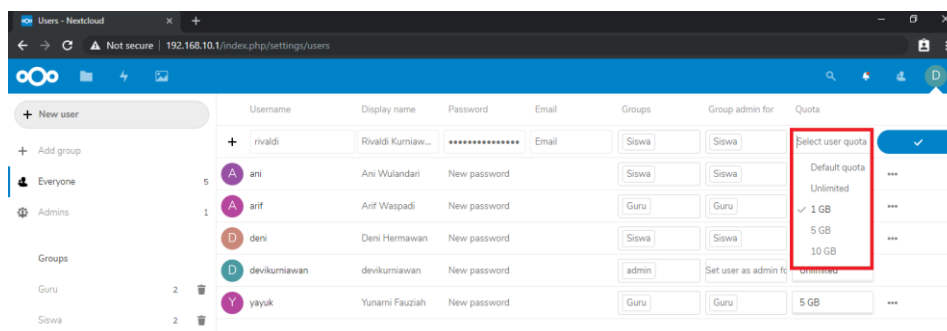 Users - Nextcloud
Not secure | 192.168.10.1/index.php/settings/users
D
+ New user
Username Display name Password Email Groups Group admin for Quota
+ Add group
+ rivaldi Rivaldi Kurniaw... •••••••••••••• Email Siswa Siswa Select user quota
Default quota
Unlimited
✓ 1 GB
5 GB
10 GB
Everyone 5
A ani Ani Wulandari New password Siswa Siswa •••
Admins 1
A arif Arif Waspadi New password Guru Guru •••
D deni Deni Hermawan New password Siswa Siswa •••
Groups
D devikurniawan devikurniawan New password admin Set user as admin fo Unlimited
Guru 2
Y yayuk Yunarni Fauziah New password Guru Guru 5 GB •••
Siswa 2